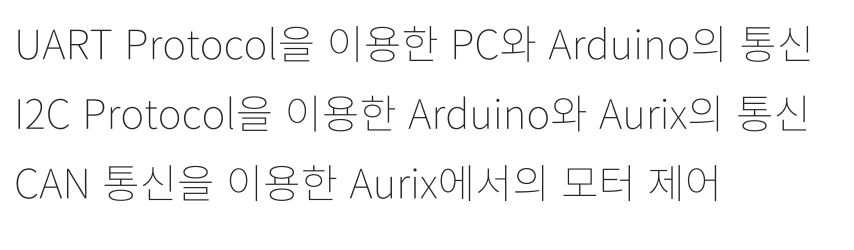 UART Protocol을 이용한 PC와 Arduino의 통신
I2C Protocol을 이용한 Arduino와 Aurix의 통신
CAN 통신을 이용한 Aurix에서의 모터 제어